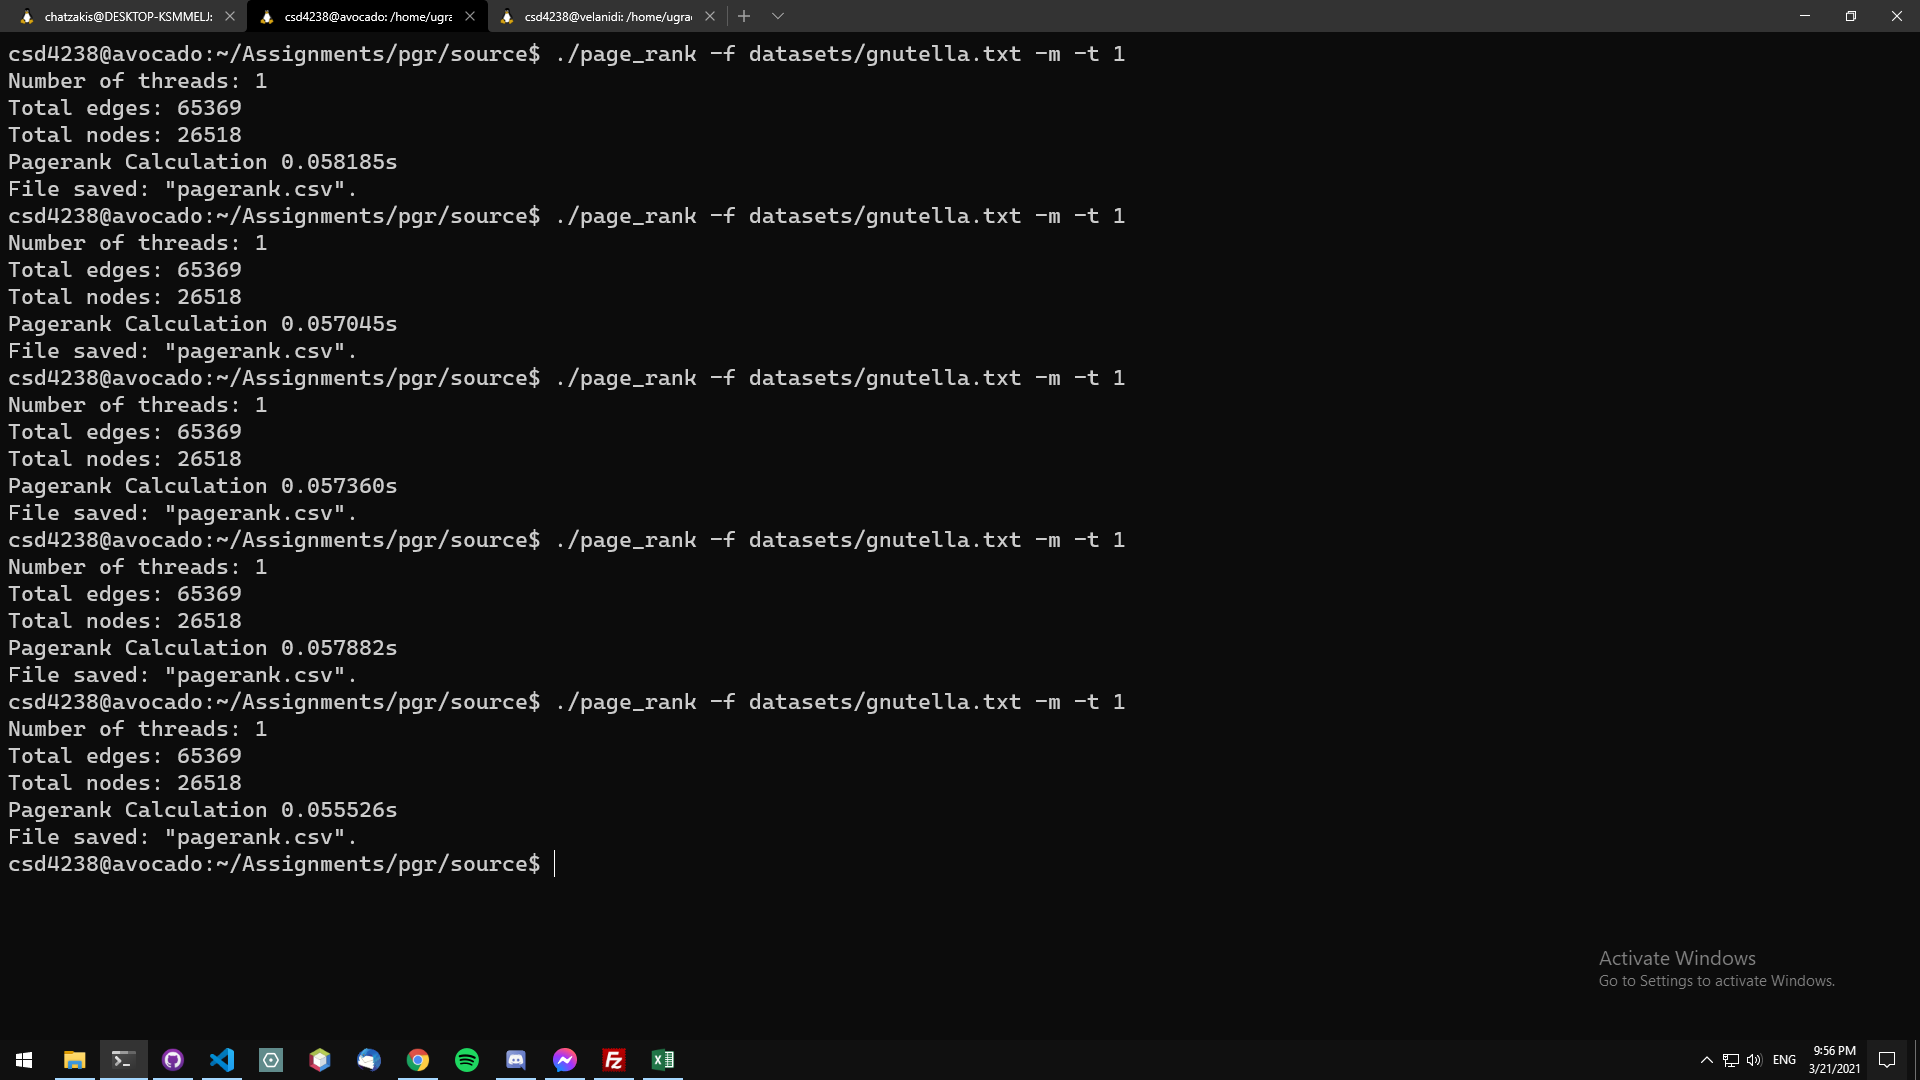 chatzakis@DESKTOP-KSMMELJ:
csd4238@avocado: /home/ugra
csd4238@velanidi: /home/ugra
csd4238@avocado:~/Assignments/pgr/source$ ./page_rank -f datasets/gnutella.txt -m -t 1
Number of threads: 1
Total edges: 65369
Total nodes: 26518
Pagerank Calculation 0.058185s
File saved: "pagerank.csv".
csd4238@avocado:~/Assignments/pgr/source$ ./page_rank -f datasets/gnutella.txt -m -t 1
Number of threads: 1
Total edges: 65369
Total nodes: 26518
Pagerank Calculation 0.057045s
File saved: "pagerank.csv".
csd4238@avocado:~/Assignments/pgr/source$ ./page_rank -f datasets/gnutella.txt -m -t 1
Number of threads: 1
Total edges: 65369
Total nodes: 26518
Pagerank Calculation 0.057360s
File saved: "pagerank.csv".
csd4238@avocado:~/Assignments/pgr/source$ ./page_rank -f datasets/gnutella.txt -m -t 1
Number of threads: 1
Total edges: 65369
Total nodes: 26518
Pagerank Calculation 0.057882s
File saved: "pagerank.csv".
csd4238@avocado:~/Assignments/pgr/source$ ./page_rank -f datasets/gnutella.txt -m -t 1
Number of threads: 1
Total edges: 65369
Total nodes: 26518
Pagerank Calculation 0.055526s
File saved: "pagerank.csv".
csd4238@avocado:~/Assignments/pgr/source$
Activate Windows
Go to Settings to activate Windows.
ENG
9:56 PM
3/21/2021